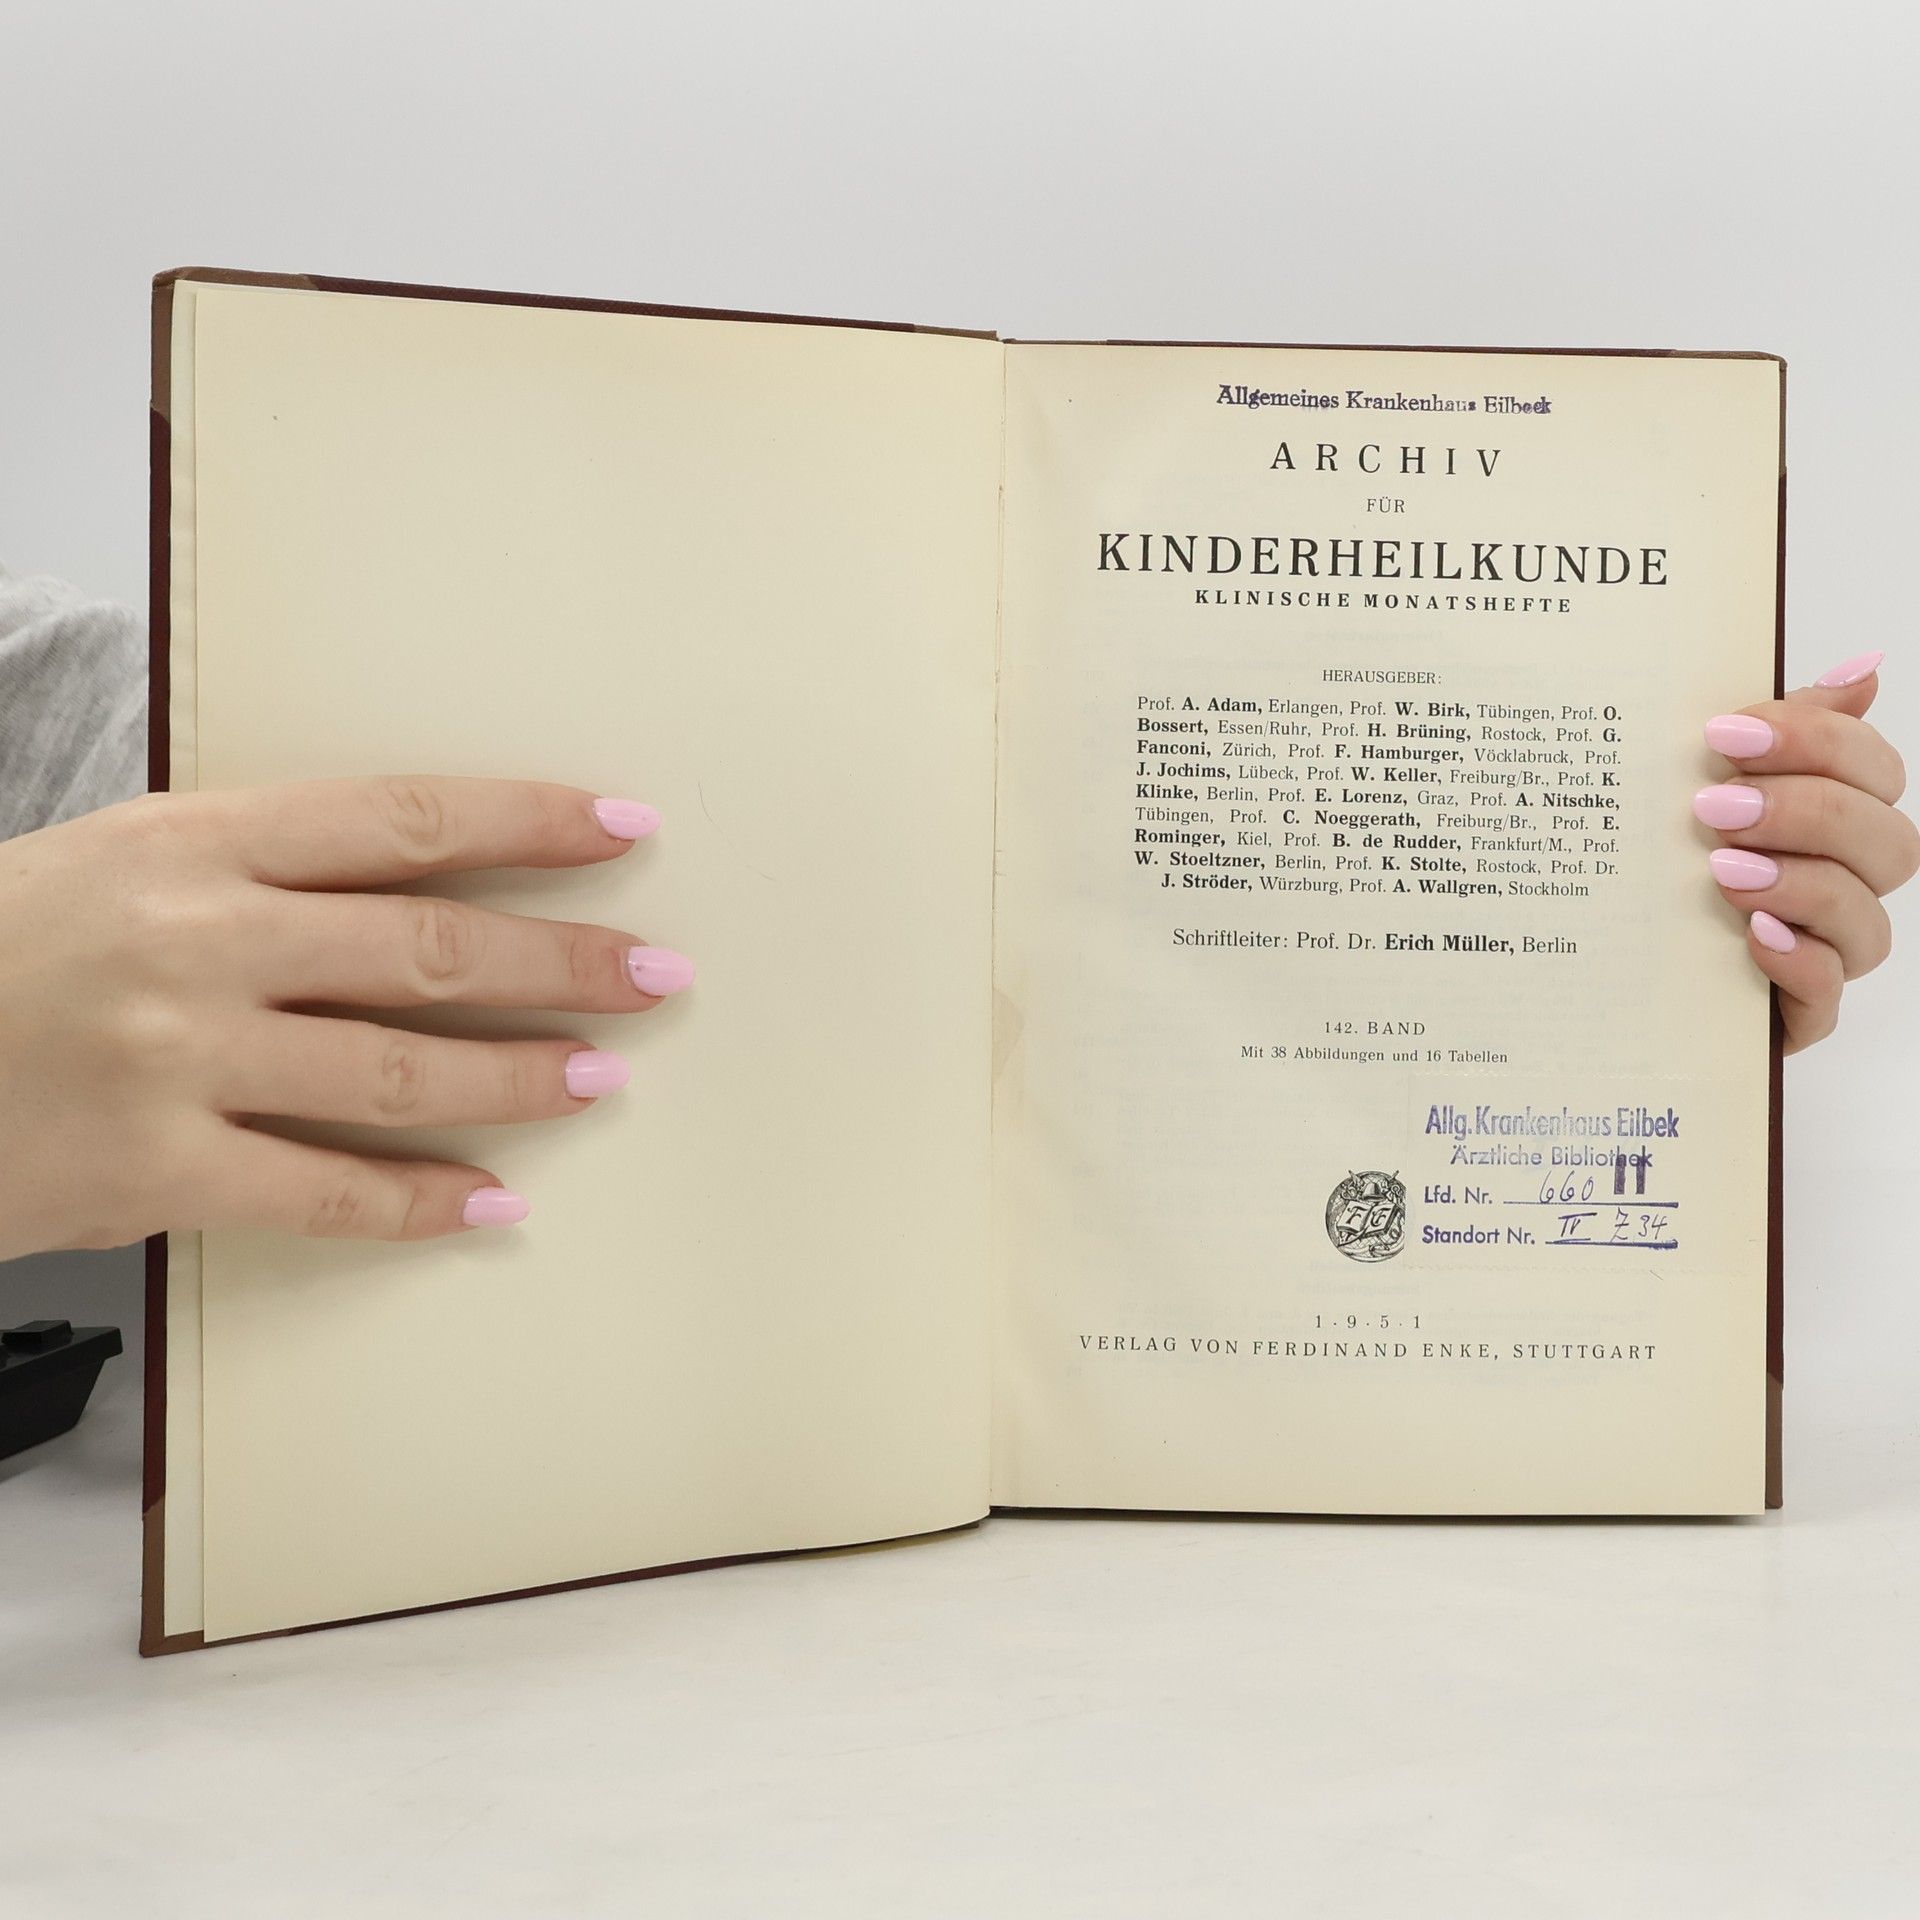 Allgemeines Krankenhaus Eilbeck
ARCHIV
FÜR
KINDERHEILKUNDE
KLINISCHE MONATSHEFTE
HERAUSGEBER:
Prof. A. Adam, Erlangen, Prof. W. Birk, Tübingen, Prof. O.
Bossert, Essen/Ruhr, Prof. H. Brüning, Rostock, Prof. G.
Fanconi, Zürich, Prof. F. Hamburger, Vöcklabruck, Prof.
J. Jochims, Lübeck, Prof. W. Keller, Freiburg/Br., Prof. K.
Klinke, Berlin, Prof. E. Lorenz, Graz, Prof. A. Nitschke,
Tübingen, Prof. C. Noeggerath, Freiburg/Br., Prof. E.
Rominger, Kiel, Prof. B. de Rudder, Frankfurt/M., Prof.
W. Stoeltzner, Berlin, Prof. K. Stolte, Rostock, Prof. Dr.
J. Ströder, Würzburg, Prof. A. Wallgren, Stockholm
Schriftleiter: Prof. Dr. Erich Müller, Berlin
142. BAND
Mit 38 Abbildungen und 16 Tabellen
Allg. Krankenhaus Eilbek
Ärztliche Bibliothek
Lfd. Nr. 660 II
Standort Nr. IV Z 34
F E
1 · 9 · 5 · 1
VERLAG VON FERDINAND ENKE, STUTTGART